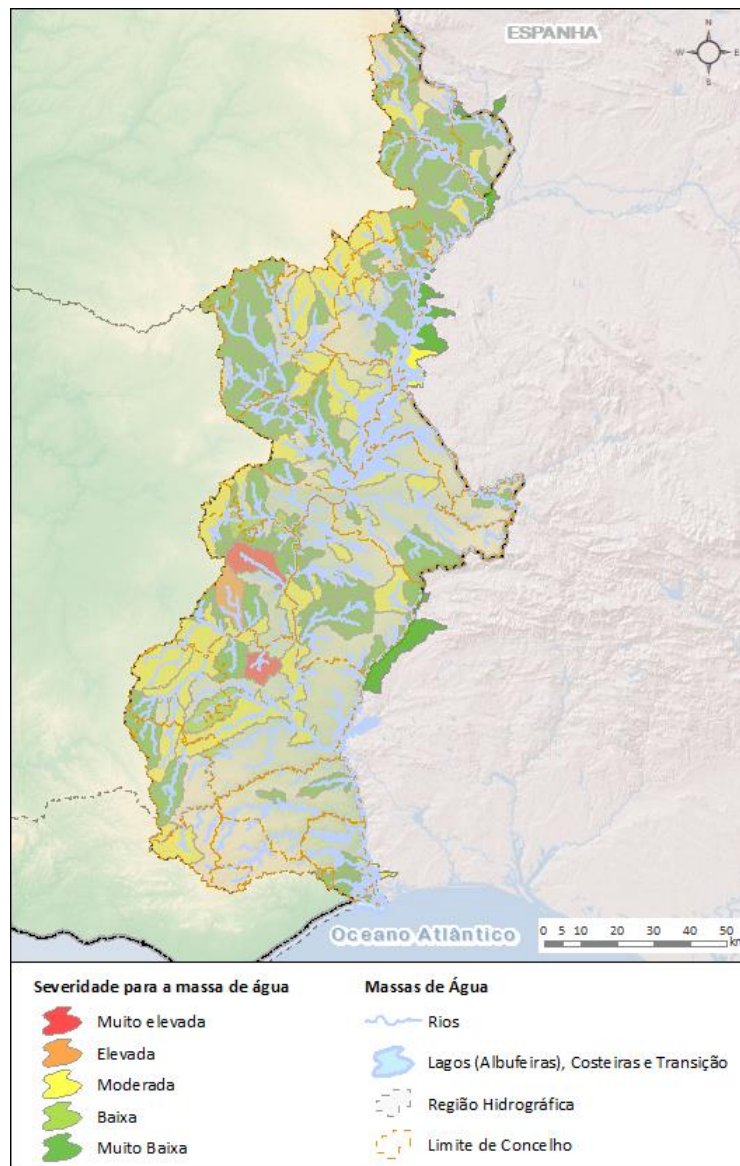 ESPANHA
N
W
E
S
Oceano Atlântico
0 5 10 20 30 40 50
km
Severidade para a massa de água
Muito elevada
Elevada
Moderada
Baixa
Muito Baixa
Massas de Água
Rios
Lagos (Albufeiras), Costeiras e Transição
Região Hidrográfica
Limite de Concelho